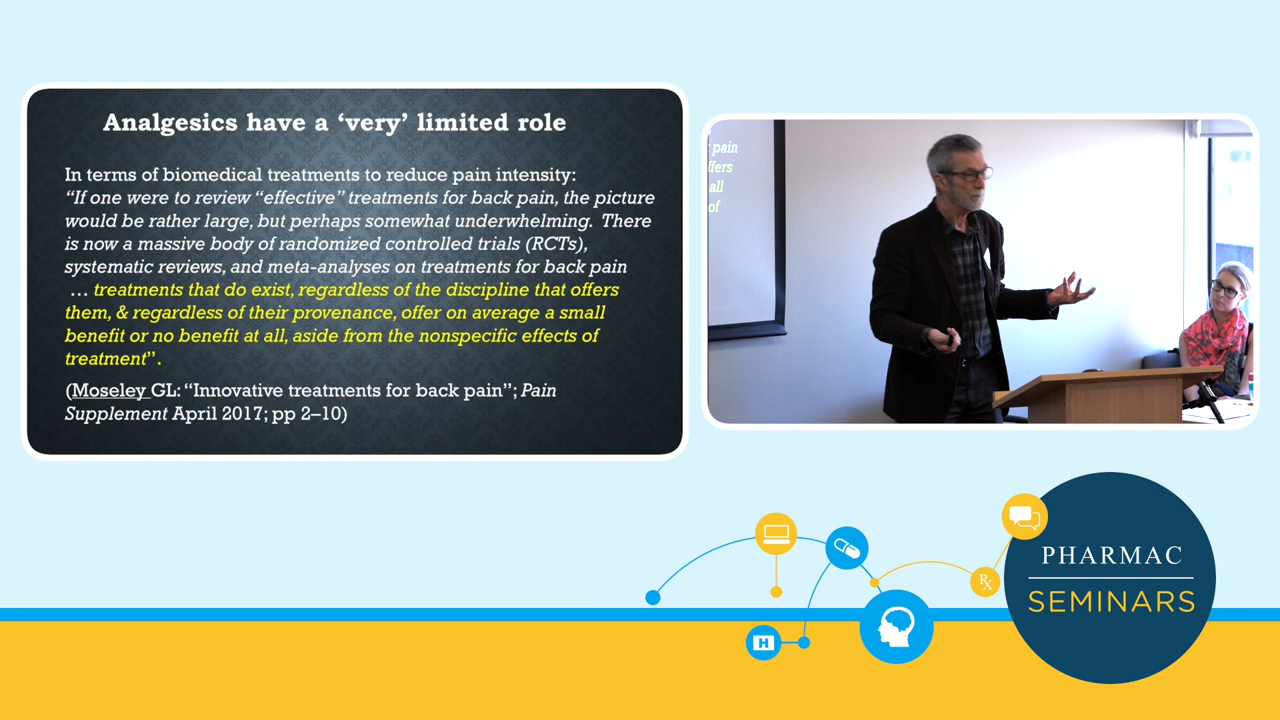 Analgesics have a ‘very’ limited role
In terms of biomedical treatments to reduce pain intensity:
“If one were to review “effective” treatments for back pain, the picture
would be rather large, but perhaps somewhat underwhelming. There
is now a massive body of randomized controlled trials (RCTs),
systematic reviews, and meta-analyses on treatments for back pain
… treatments that do exist, regardless of the discipline that offers
them, & regardless of their provenance, offer on average a small
benefit or no benefit at all, aside from the nonspecific effects of
treatment”.
(Moseley GL: “Innovative treatments for back pain”; Pain
Supplement April 2017; pp 2–10)
pain
ffers
all
of
Rx
H
PHARMAC
SEMINARS